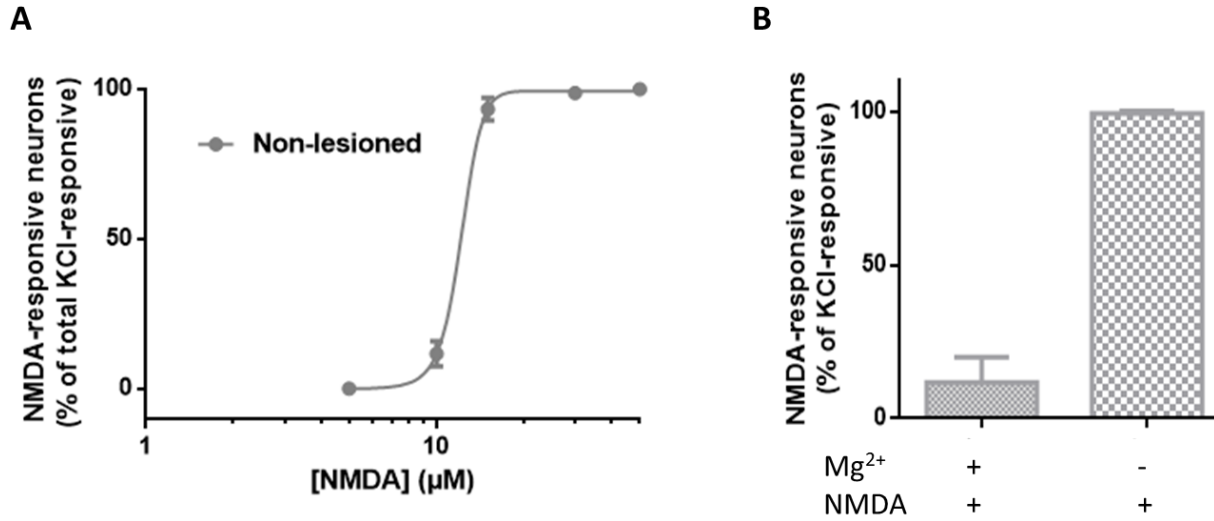 A
NMDA-responsive neurons
(% of total KCl-responsive)
100
50
0
Non-lesioned
1
10
[NMDA] (µM)
B
NMDA-responsive neurons
(% of KCl-responsive)
100
50
0
Mg²⁺ + -
NMDA + +